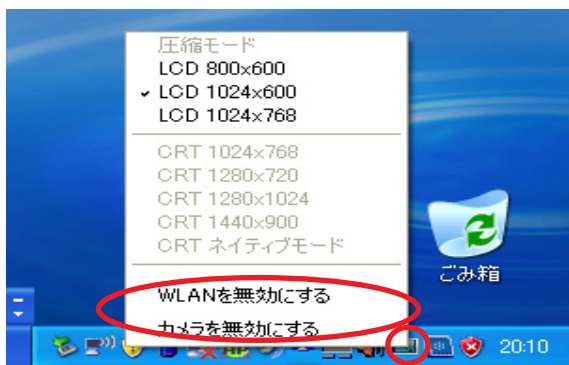 圧縮モード
LCD 800x600
LCD 1024x600
LCD 1024x768
CRT 1024x768
CRT 1280x720
CRT 1280x1024
CRT 1440x900
CRT ネイティブモード
ごみ箱
WLANを無効にする
カメラを無効にする
20:10